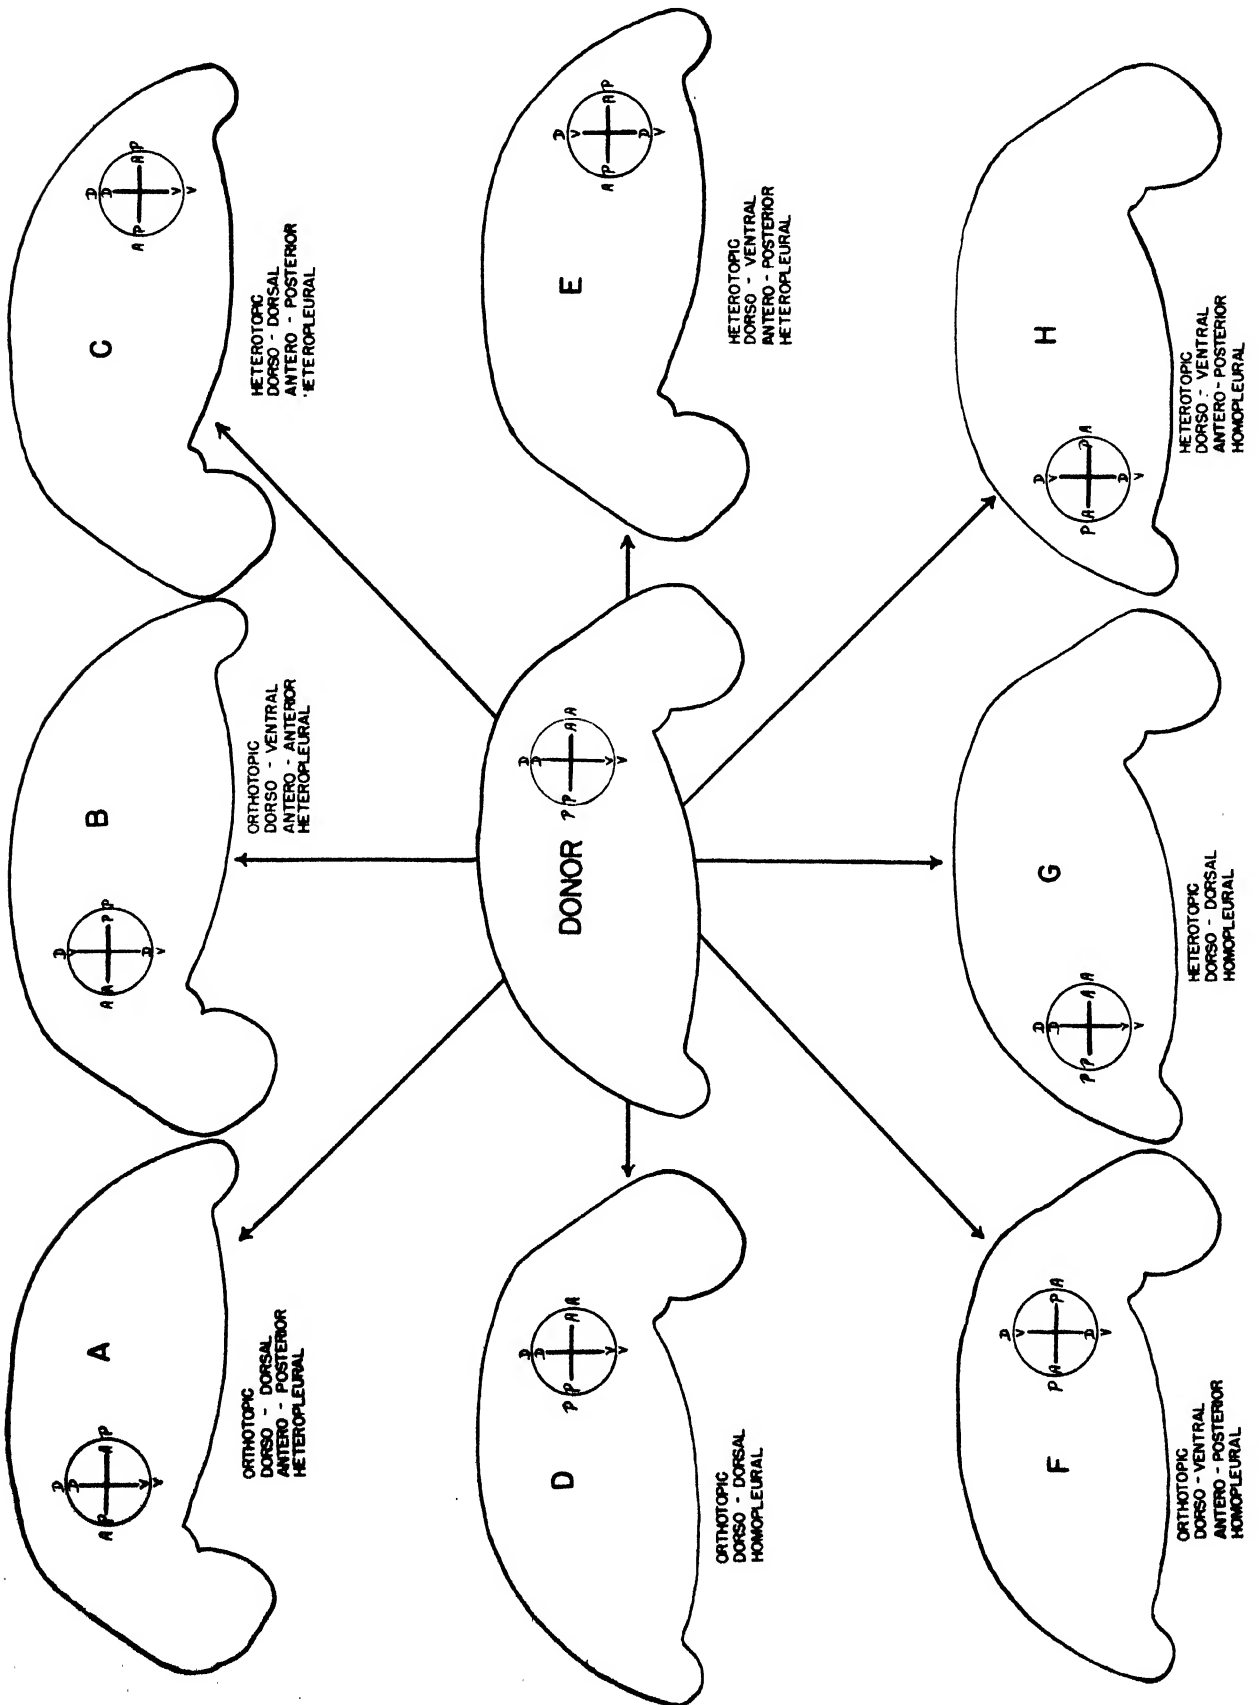 A
D
D
A P A P
V
V
ORTHOTOPIC
DORSO - DORSAL
ANTERO - POSTERIOR
HETEROPLEURAL
B
D
V
A A P P
D
V
ORTHOTOPIC
DORSO - VENTRAL
ANTERO - ANTERIOR
HETEROPLEURAL
C
D
D
A P A P
V
V
HETEROTOPIC
DORSO - DORSAL
ANTERO - POSTERIOR
HETEROPLEURAL
D
D
D
P P A A
V
V
ORTHOTOPIC
DORSO - DORSAL
HOMOPLEURAL
DONOR
D
D
P P A A
V
V
E
D
V
A P A P
D
V
HETEROTOPIC
DORSO - VENTRAL
ANTERO - POSTERIOR
HETEROPLEURAL
F
D
V
P A P A
D
V
ORTHOTOPIC
DORSO - VENTRAL
ANTERO - POSTERIOR
HOMOPLEURAL
G
D
D
P P A A
V
V
HETEROTOPIC
DORSO - DORSAL
HOMOPLEURAL
H
D
V
P A P A
D
V
HETEROTOPIC
DORSO - VENTRAL
ANTERO - POSTERIOR
HOMOPLEURAL